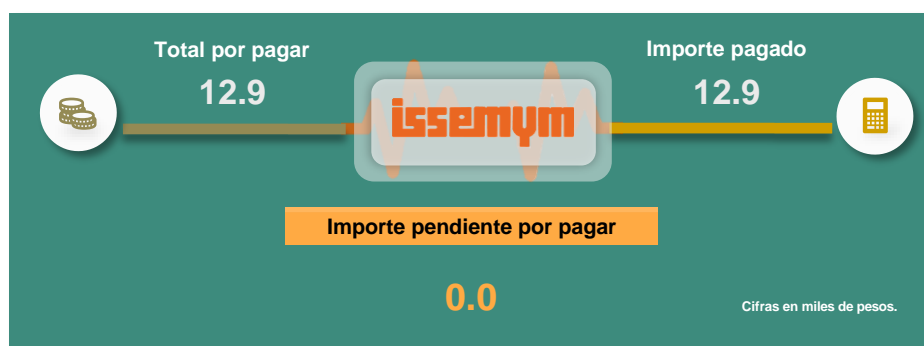 Total por pagar
12.9
Importe pagado
12.9
issemym
Importe pendiente por pagar
0.0
Cifras en miles de pesos.